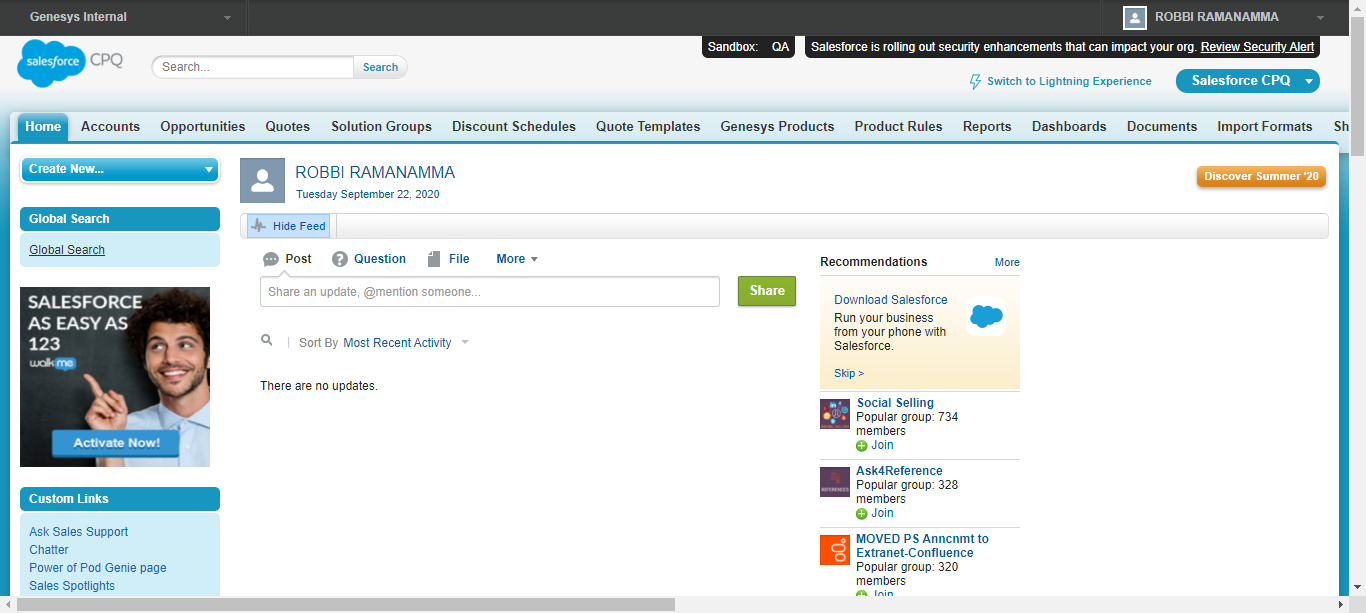 Genesys Internal
ROBBI RAMANAMMA
Sandbox: QA
Salesforce is rolling out security enhancements that can impact your org. Review Security Alert
salesforce CPQ
Search...
Search
Switch to Lightning Experience
Salesforce CPQ
Home Accounts Opportunities Quotes Solution Groups Discount Schedules Quote Templates Genesys Products Product Rules Reports Dashboards Documents Import Formats Sh
Create New...
ROBBI RAMANAMMA
Tuesday September 22, 2020
Discover Summer '20
Global Search
Global Search
Hide Feed
Post Question File More
Share an update, @mention someone...
Share
Sort By Most Recent Activity
There are no updates.
SALESFORCE
AS EASY AS
123
walkme
Activate Now!
Custom Links
Ask Sales Support
Chatter
Power of Pod Genie page
Sales Spotlights
Recommendations More
Download Salesforce
Run your business
from your phone with
Salesforce.
Skip >
Social Selling
Popular group: 734
members
Join
Ask4Reference
Popular group: 328
members
Join
REFERENCES
MOVED PS Anncnmt to
Extranet-Confluence
Popular group: 320
members
Join